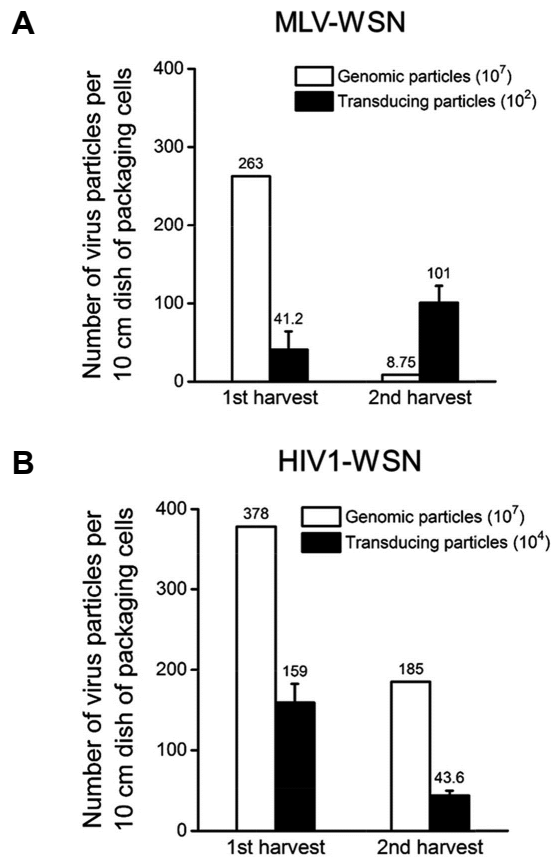 A
MLV-WSN
Number of virus particles per
10 cm dish of packaging cells
400
300
200
100
0
Genomic particles (10⁷)
Transducing particles (10²)
263
41.2
8.75
101
1st harvest
2nd harvest
B
HIV1-WSN
Number of virus particles per
10 cm dish of packaging cells
400
300
200
100
0
Genomic particles (10⁷)
Transducing particles (10⁴)
378
159
185
43.6
1st harvest
2nd harvest